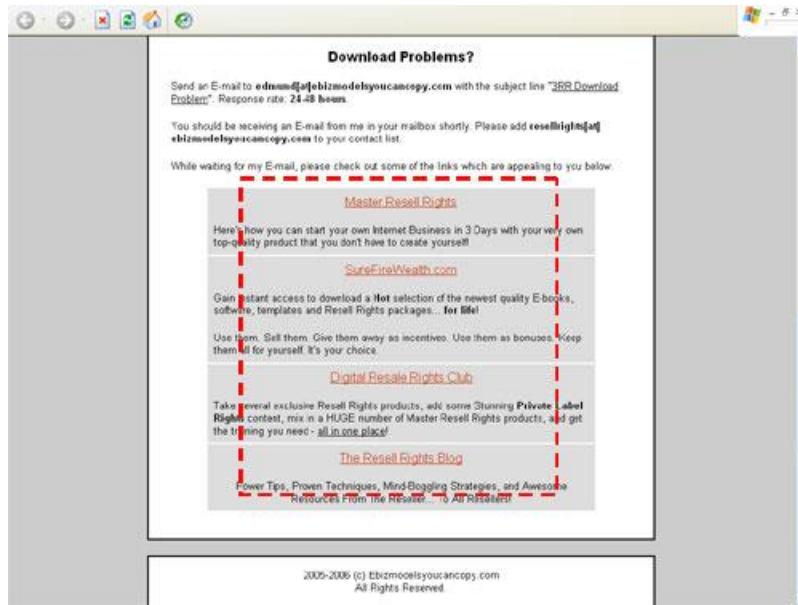 Download Problems?
Send an E-mail to edmund[at]ebizmodelsyoucancopy.com with the subject line "3RR Download
Problem". Response rate: 24-48 hours.
You should be receiving an E-mail from me in your mailbox shortly. Please add resellrights[at]
ebizmodelsyoucancopy.com to your contact list.
While waiting for my E-mail, please check out some of the links which are appealing to you below:
Master Resell Rights
Here's how you can start your own Internet Business in 3 Days with your very own
top-quality product that you don't have to create yourself!
SureFireWealth.com
Gain instant access to download a Hot selection of the newest quality E-books,
software, templates and Resell Rights packages... for life!
Use them. Sell them. Give them away as incentives. Use them as bonuses. Keep
them all for yourself. It's your choice.
Digital Resale Rights Club
Take several exclusive Resell Rights products, add some Stunning Private Label
Rights content, mix in a HUGE number of Master Resell Rights products, and get
the training you need - all in one place!
The Resell Rights Blog
Power Tips, Proven Techniques, Mind-Boggling Strategies, and Awesome
Resources From The Reseller... To All Resellers!
2005-2006 (c) Ebizmodelsyoucancopy.com
All Rights Reserved.